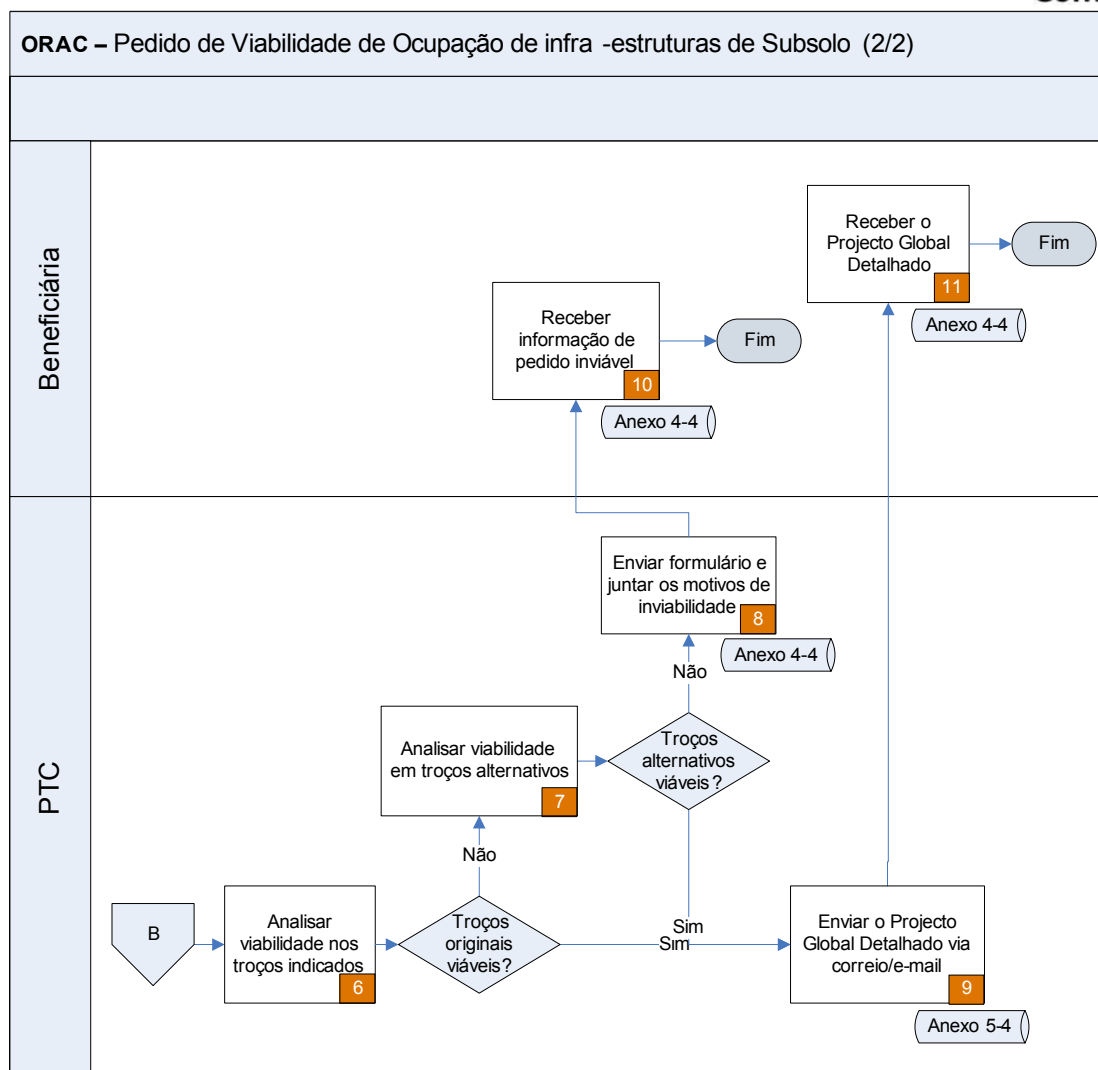 ORAC – Pedido de Viabilidade de Ocupação de infra -estruturas de Subsolo (2/2)
Beneficiária
Receber o
Projecto Global
Detalhado
11
Fim
Anexo 4-4
Receber
informação de
pedido inviável
10
Fim
Anexo 4-4
PTC
Enviar formulário e
juntar os motivos de
inviabilidade
8
Anexo 4-4
Não
Analisar viabilidade
em troços alternativos
7
Troços
alternativos
viáveis?
Não
B
Analisar
viabilidade nos
troços indicados
6
Troços
originais
viáveis?
Sim
Sim
Enviar o Projecto
Global Detalhado via
correio/e-mail
9
Anexo 5-4